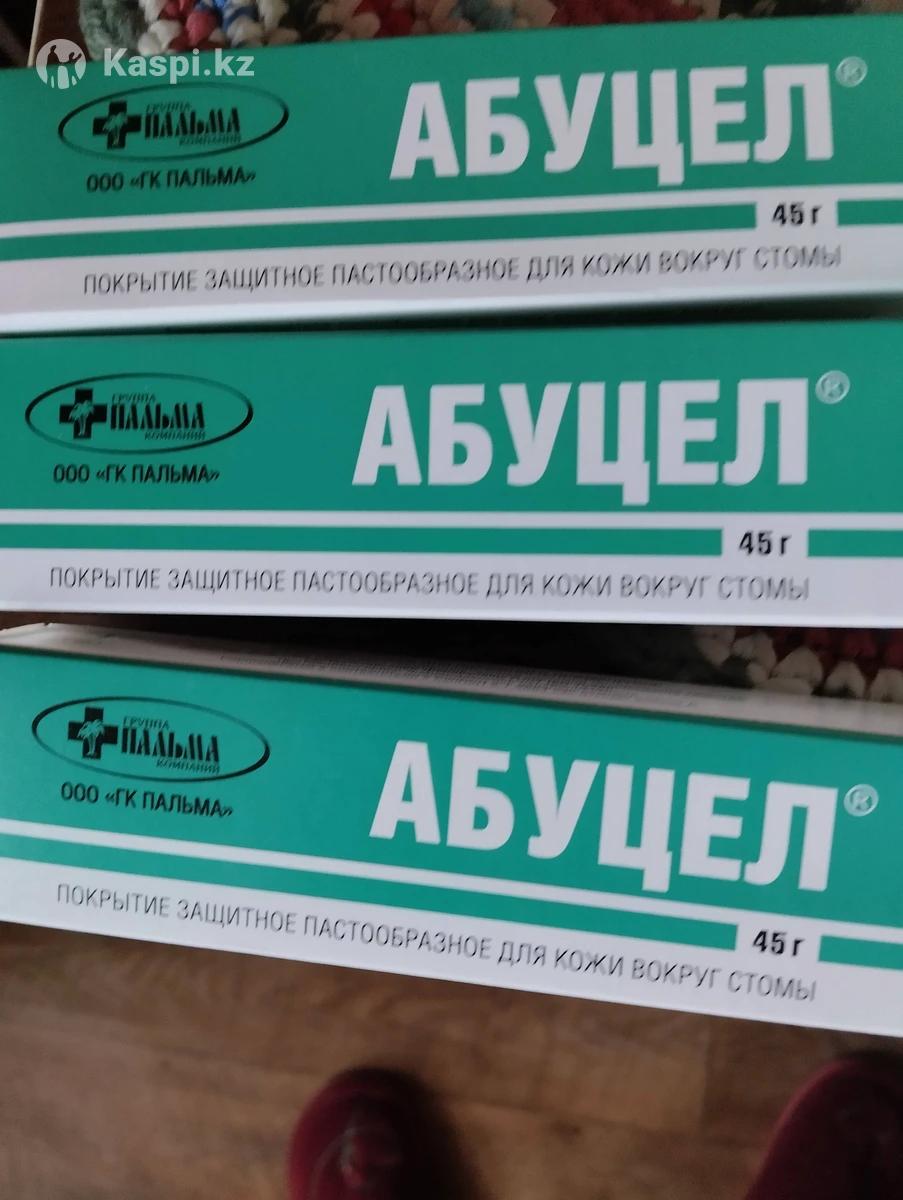 Kaspi.kz
ГРУППА
ПАЛЬМА
КОМПАНИЙ
ООО «ГК ПАЛЬМА»
АБУЦЕЛ®
45 г
ПОКРЫТИЕ ЗАЩИТНОЕ ПАСТООБРАЗНОЕ ДЛЯ КОЖИ ВОКРУГ СТОМЫ
ГРУППА
ПАЛЬМА
КОМПАНИЙ
ООО «ГК ПАЛЬМА»
АБУЦЕЛ®
45 г
ПОКРЫТИЕ ЗАЩИТНОЕ ПАСТООБРАЗНОЕ ДЛЯ КОЖИ ВОКРУГ СТОМЫ
ГРУППА
ПАЛЬМА
КОМПАНИЙ
ООО «ГК ПАЛЬМА»
АБУЦЕЛ®
45 г
ПОКРЫТИЕ ЗАЩИТНОЕ ПАСТООБРАЗНОЕ ДЛЯ КОЖИ ВОКРУГ СТОМЫ